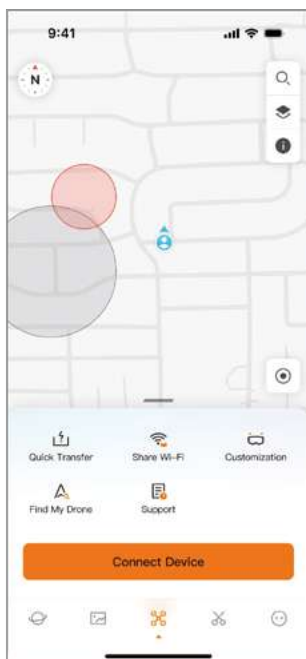 9:41
N
Quick Transfer
Share Wi-Fi
Customization
Find My Drone
Support
Connect Device